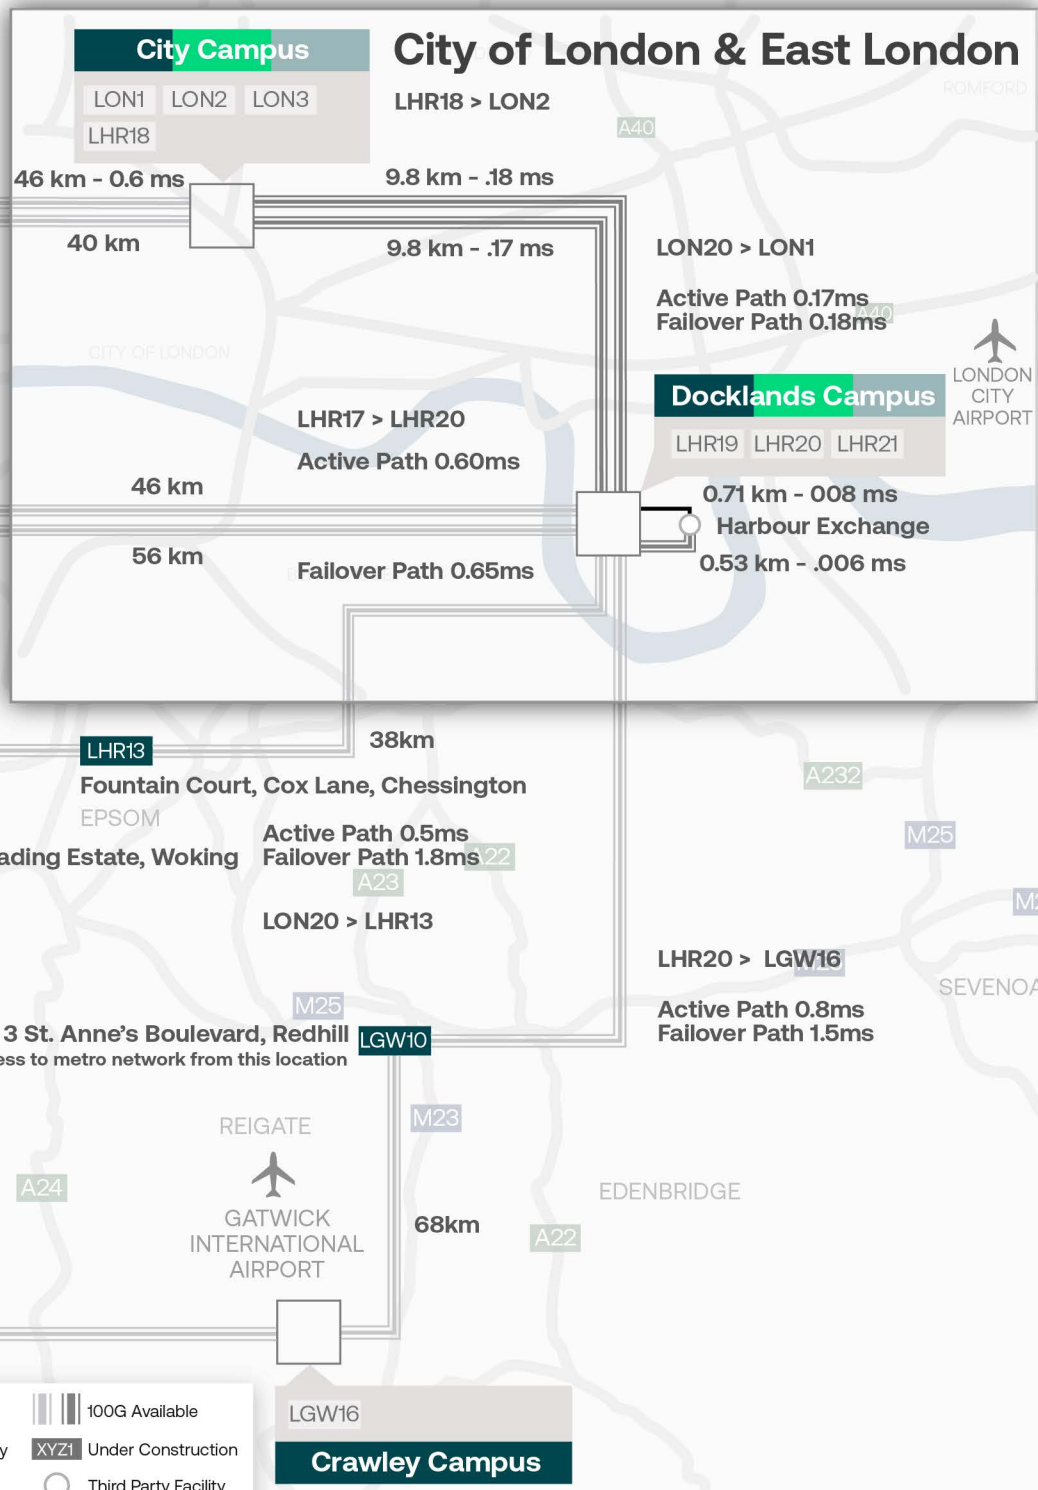 City Campus
City of London & East London
LON1 LON2 LON3
LHR18
LHR18 > LON2
ROMFORD
A40
46 km - 0.6 ms
9.8 km - .18 ms
40 km
9.8 km - .17 ms
LON20 > LON1
Active Path 0.17ms
A40
Failover Path 0.18ms
CITY OF LONDON
LONDON
CITY
AIRPORT
Docklands Campus
LHR19 LHR20 LHR21
LHR17 > LHR20
Active Path 0.60ms
46 km
0.71 km - 008 ms
Harbour Exchange
56 km
0.53 km - .006 ms
Failover Path 0.65ms
LHR13
38km
Fountain Court, Cox Lane, Chessington
EPSOM
A232
M25
Active Path 0.5ms
ading Estate, Woking
Failover Path 1.8ms
A22
A23
LON20 > LHR13
LHR20 > LGW16
SEVENOA
M25
Active Path 0.8ms
3 St. Anne's Boulevard, Redhill
LGW10
Failover Path 1.5ms
ess to metro network from this location
REIGATE
M23
A24
EDENBRIDGE
GATWICK
INTERNATIONAL
AIRPORT
68km
A22
LGW16
Crawley Campus
100G Available
y
XYZ1 Under Construction
Third Party Facility